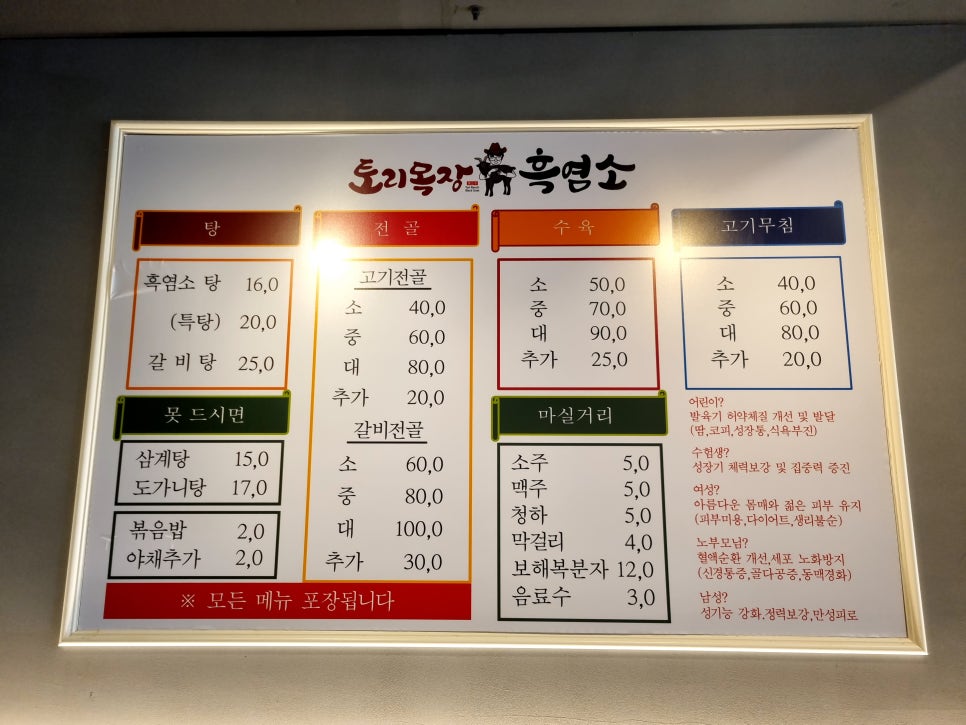 토리목장 흑염소
탕
흑염소 탕 16,0
(특탕) 20,0
갈 비 탕 25,0
못 드시면
삼계탕 15,0
도가니탕 17,0
볶음밥 2,0
야채추가 2,0
전 골
고기전골
소 40,0
중 60,0
대 80,0
추가 20,0
갈비전골
소 60,0
중 80,0
대 100,0
추가 30,0
※ 모든 메뉴 포장됩니다
수 육
소 50,0
중 70,0
대 90,0
추가 25,0
마실거리
소주 5,0
맥주 5,0
청하 5,0
막걸리 4,0
보해복분자 12,0
음료수 3,0
고기무침
소 40,0
중 60,0
대 80,0
추가 20,0
어린이?
발육기 허약체질 개선 및 발달
(땀,코피,성장통,식욕부진)
수험생?
성장기 체력보강 및 집중력 증진
여성?
아름다운 몸매와 젊은 피부 유지
(피부미용,다이어트,생리불순)
노부모님?
혈액순환 개선,세포 노화방지
(신경통증,골다공증,동맥경화)
남성?
성기능 강화,정력보강,만성피로